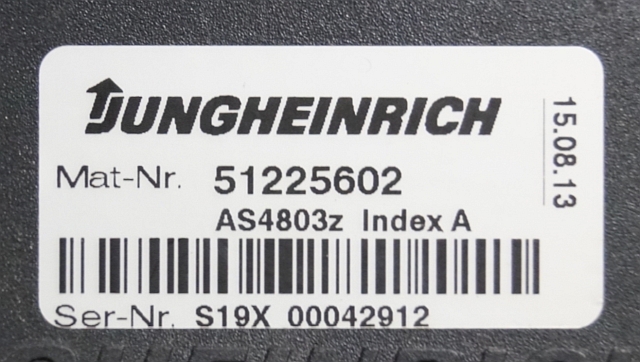 JUNGHEINRICH
Mat-Nr. 51225602
AS4803z Index A
Ser-Nr. S19X 00042912
15.08.13